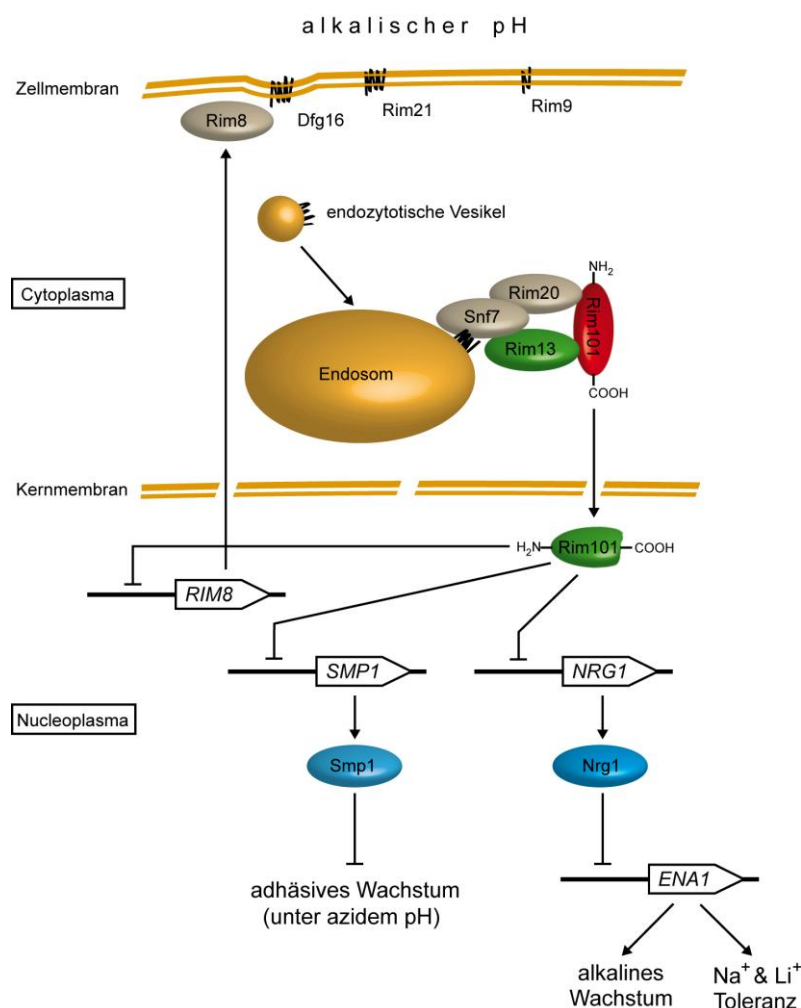 alkalischer pH
Zellmembran
Rim8
Dfg16
Rim21
Rim9
endozytotische Vesikel
Cytoplasma
NH2
Rim20
Snf7
Rim101
Rim13
Endosom
COOH
Kernmembran
H2N
Rim101
COOH
RIM8
SMP1
NRG1
Nucleoplasma
Smp1
Nrg1
adhäsives Wachstum
(unter azidem pH)
ENA1
alkalines
Wachstum
Na+ & Li+
Toleranz